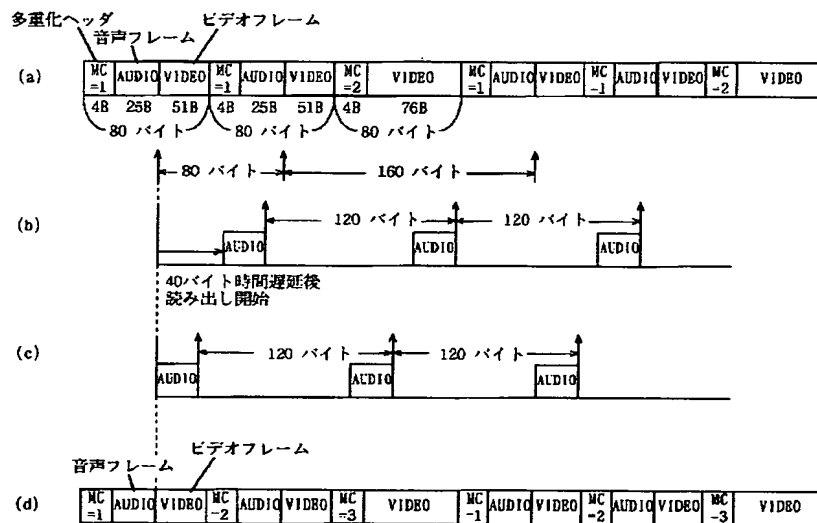 多重化ヘッダ
音声フレーム
ビデオフレーム
(a) MC=1 AUDIO VIDEO MC=1 AUDIO VIDEO MC=2 VIDEO MC=1 AUDIO VIDEO MC-1 AUDIO VIDEO MC-2 VIDEO
4B 25B 51B 4B 25B 51B 4B 76B
80 バイト 80 バイト 80 バイト
80 バイト 160 バイト
(b) 120 バイト 120 バイト
AUDIO AUDIO AUDIO
40バイト時間遅延後
読み出し開始
(c) 120 バイト 120 バイト
AUDIO AUDIO AUDIO
音声フレーム
ビデオフレーム
(d) MC=1 AUDIO VIDEO MC-2 AUDIO VIDEO MC=3 VIDEO MC-1 AUDIO VIDEO MC-2 AUDIO VIDEO MC-3 VIDEO